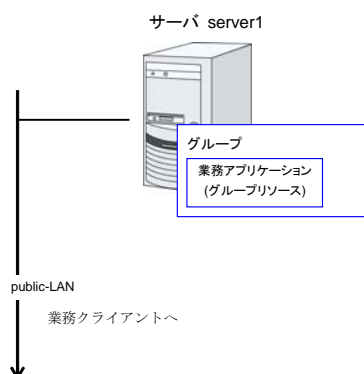 サーバ server1
グループ
業務アプリケーション
(グループリソース)
public-LAN
業務クライアントへ